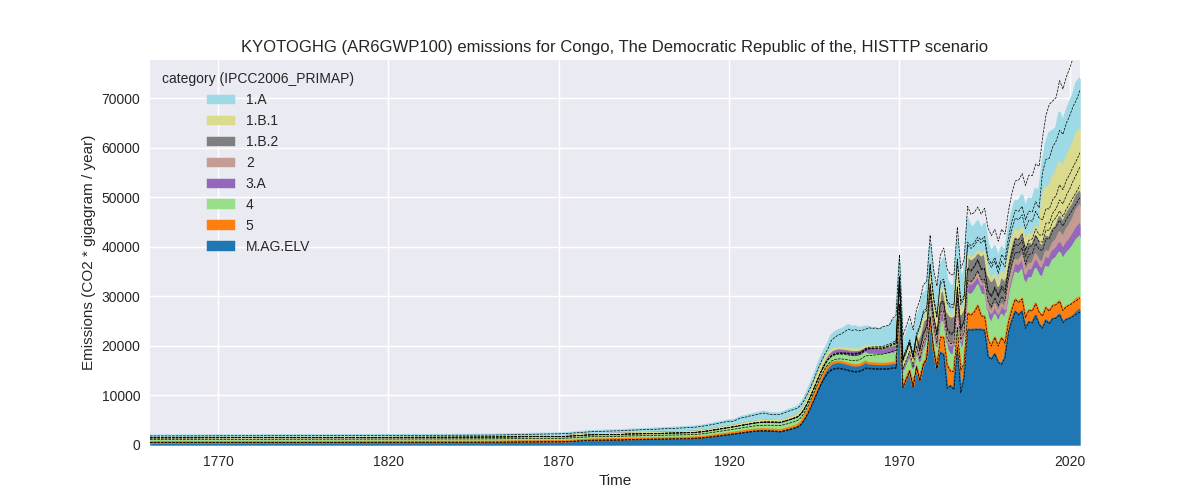 KYOTOGHG (AR6GWP100) emissions for Congo, The Democratic Republic of the, HISTTP scenario
category (IPCC2006_PRIMAP)
1.A
1.B.1
1.B.2
2
3.A
4
5
M.AG.ELV
Emissions (CO2 * gigagram / year)
70000
60000
50000
40000
30000
20000
10000
0
1770
1820
1870
1920
1970
2020
Time